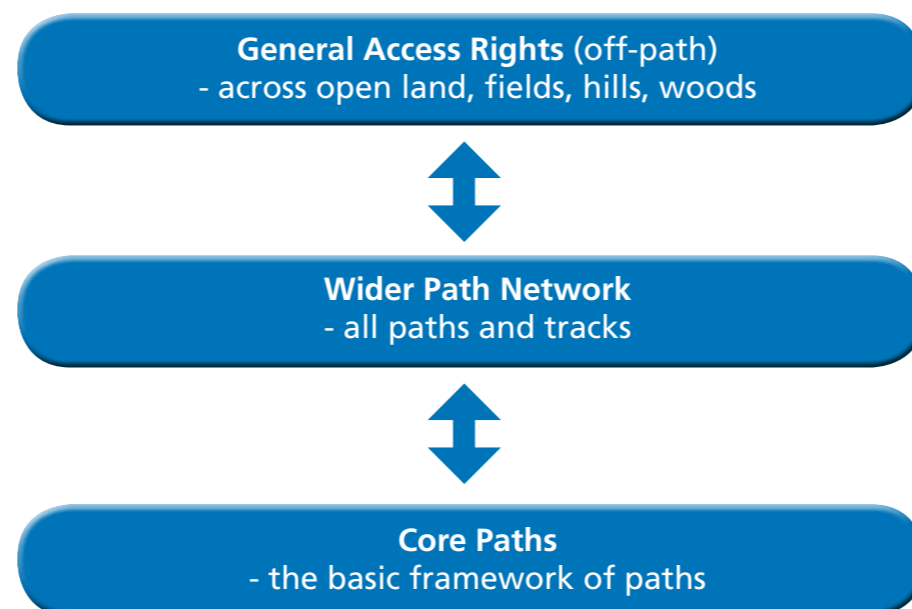 General Access Rights (off-path)
- across open land, fields, hills, woods
Wider Path Network
- all paths and tracks
Core Paths
- the basic framework of paths